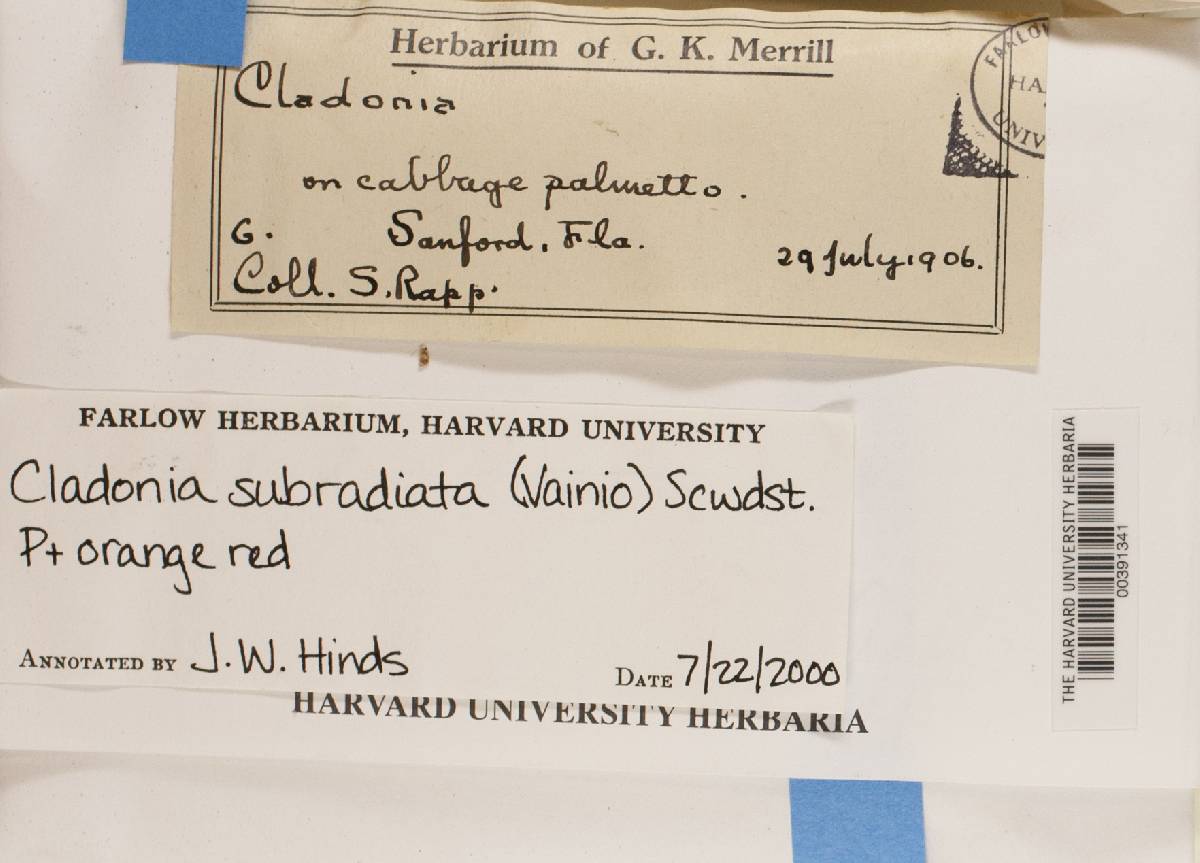 Herbarium of G. K. Merrill
Cladonia
on cabbage palmetto.
G. Sanford, Fla. 29 July, 1906.
Coll. S. Rapp.
FARLOW HERBARIUM, HARVARD UNIVERSITY
Cladonia subradiata (Vainio) Scwdst.
P+ orange red
ANNOTATED BY J.W. Hinds DATE 7/22/2000
HARVARD UNIVERSITY HERBARIA
THE HARVARD UNIVERSITY HERBARIA
00391341